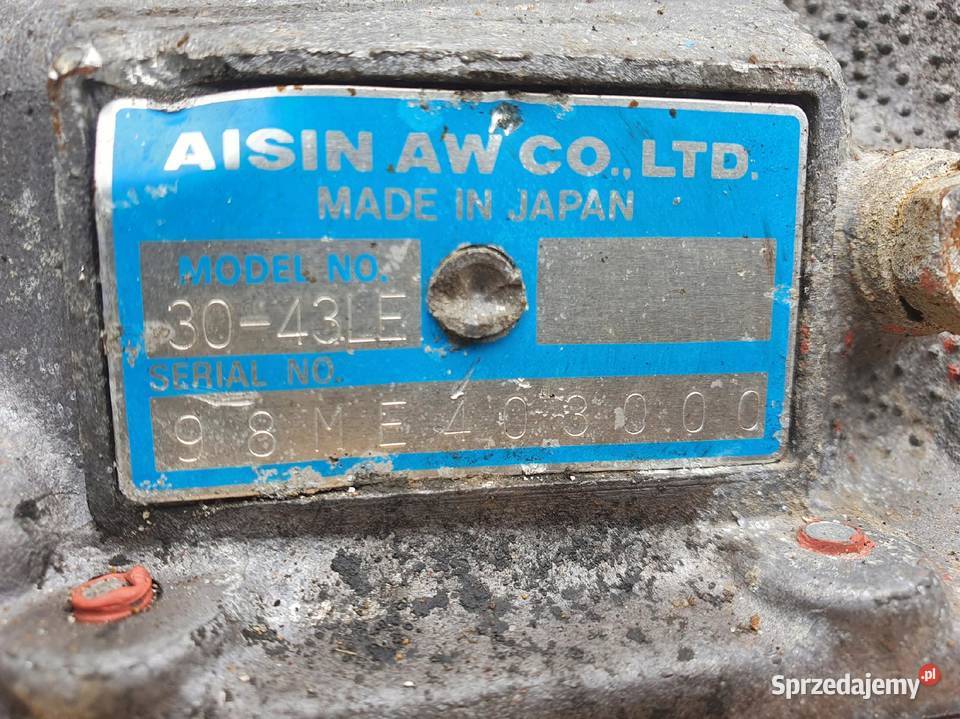 AISIN AW CO., LTD.
MADE IN JAPAN
MODEL NO.
30-43LE
SERIAL NO.
98ME403000
Sprzedajemy.pl